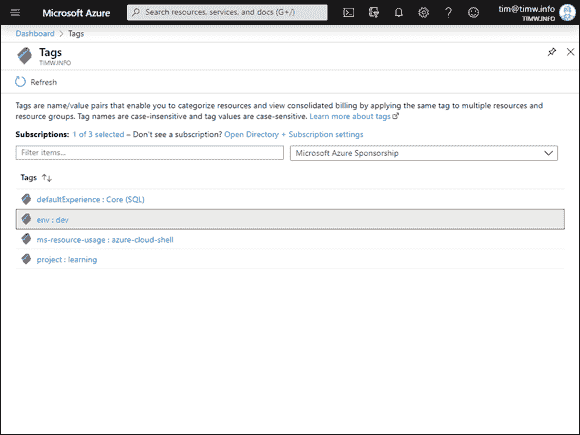 Microsoft Azure
Search resources, services, and docs (G+/)
tim@timw.info
TIMW.INFO
Dashboard > Tags
Tags
TIMW.INFO
Refresh
Tags are name/value pairs that enable you to categorize resources and view consolidated billing by applying the same tag to multiple resources and
resource groups. Tag names are case-insensitive and tag values are case-sensitive. Learn more about tags
Subscriptions: 1 of 3 selected – Don't see a subscription? Open Directory + Subscription settings
Filter items...
Microsoft Azure Sponsorship
Tags ↑↓
defaultExperience : Core (SQL)
env : dev
ms-resource-usage : azure-cloud-shell
project : learning